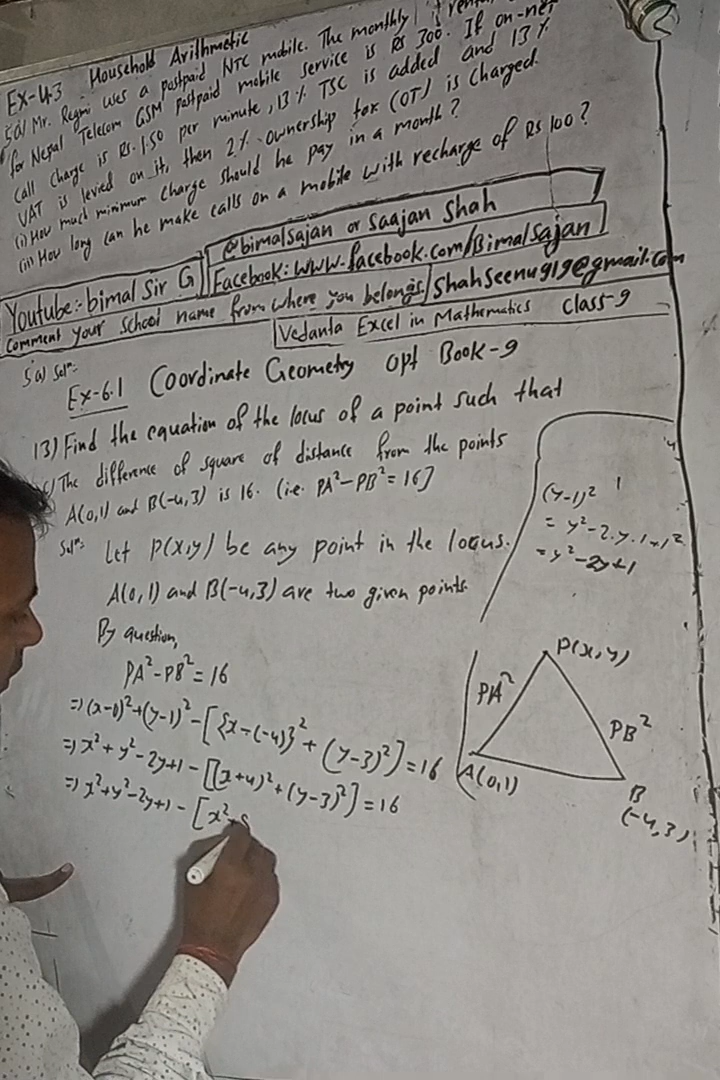 EX-4.3 Household Arithmetic
5a) Mr. Regmi uses a postpaid NTC mobile. The monthly rental
for Nepal Telecom GSM postpaid mobile service is RS 300. If on-net
call charge is Rs. 1.50 per minute, 13% TSC is added and 13%
VAT is levied on it, then 2% ownership tax (OT) is charged.
(i) How much minimum charge should he pay in a month?
(ii) How long can he make calls on a mobile with recharge of Rs 100?
@bimalsajan or Saajan Shah
Youtube:- bimal Sir G
Facebook: www.facebook.com/Bimalsajan
Comment your school name from where you belongs.
Shahseenu919@gmail.com
Vedanta Excel in Mathematics Class-9
5a) Solⁿ:-
Ex-6.1 Coordinate Geometry Opt Book-9
13) Find the equation of the locus of a point such that
c) The difference of square of distance from the points
A(0,1) and B(-4,3) is 16. (i.e. PA²-PB²=16]
Solⁿ: Let P(x,y) be any point in the locus.
A(0,1) and B(-4,3) are two given points
By question,
PA²-PB²=16
=> (x-0)²+(y-1)² - [{x-(-4)}² + (y-3)²]=16
=> x²+y²-2y+1 - [(x+4)²+(y-3)²]=16
=> x²+y²-2y+1 - [x²+8
(y-1)²
= y²-2.y.1+1²
= y²-2y+1
P(x,y)
PA²
PB²
A(0,1)
B
(-4,3)